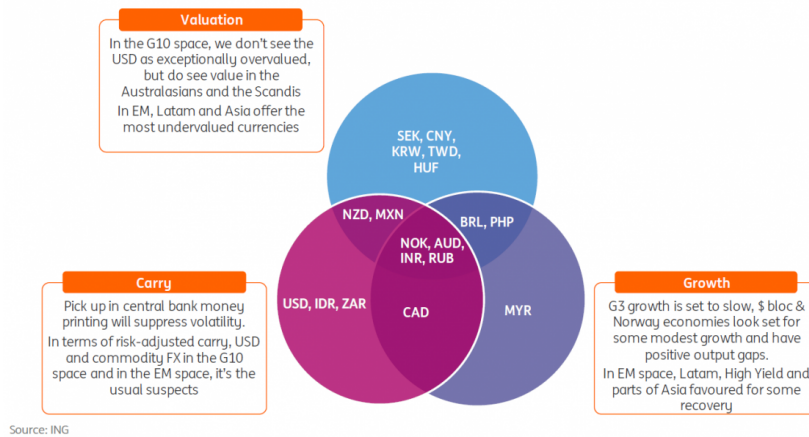 Valuation
In the G10 space, we don't see the
USD as exceptionally overvalued,
but do see value in the
Australasians and the Scandis
In EM, Latam and Asia offer the
most undervalued currencies
SEK, CNY,
KRW, TWD,
HUF
NZD, MXN
BRL, PHP
NOK, AUD,
INR, RUB
USD, IDR, ZAR
CAD
MYR
Carry
Pick up in central bank money
printing will suppress volatility.
In terms of risk-adjusted carry, USD
and commodity FX in the G10
space and in the EM space, it's the
usual suspects
Growth
G3 growth is set to slow, $ bloc &
Norway economies look set for
some modest growth and have
positive output gaps.
In EM space, Latam, High Yield and
parts of Asia favoured for some
recovery
Source: ING